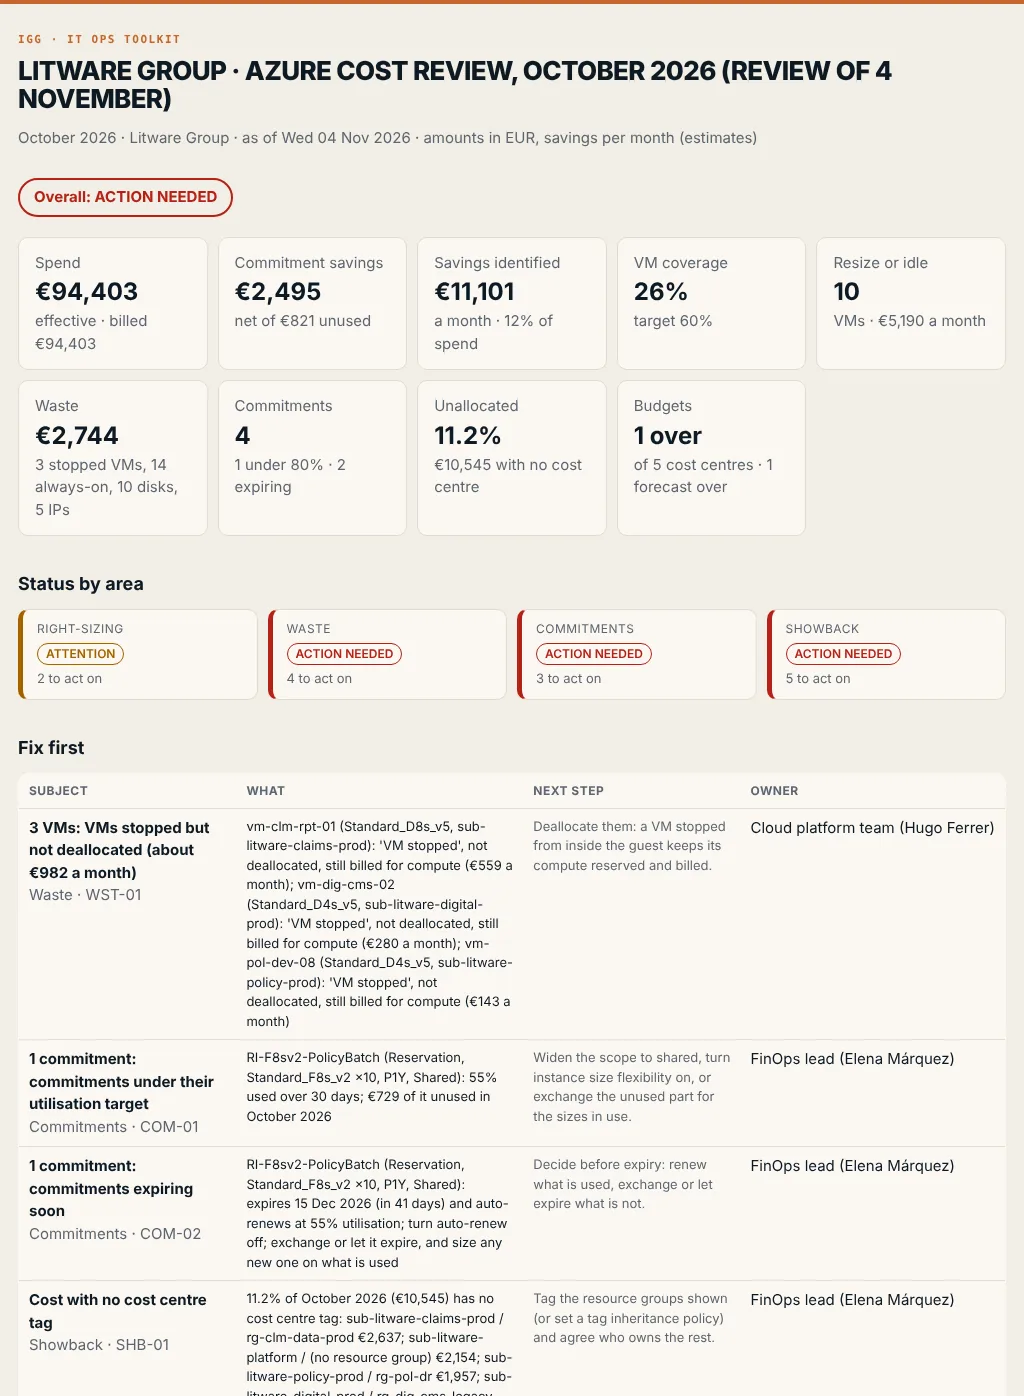 IGG · IT OPS TOOLKIT
LITWARE GROUP · AZURE COST REVIEW, OCTOBER 2026 (REVIEW OF 4
NOVEMBER)
October 2026 · Litware Group · as of Wed 04 Nov 2026 · amounts in EUR, savings per month (estimates)
Overall: ACTION NEEDED
Spend
€94,403
effective · billed
€94,403
Commitment savings
€2,495
net of €821 unused
Savings identified
€11,101
a month · 12% of
spend
VM coverage
26%
target 60%
Resize or idle
10
VMs · €5,190 a month
Waste
€2,744
3 stopped VMs, 14
always-on, 10 disks,
5 IPs
Commitments
4
1 under 80% · 2
expiring
Unallocated
11.2%
€10,545 with no cost
centre
Budgets
1 over
of 5 cost centres · 1
forecast over
Status by area
RIGHT-SIZING
ATTENTION
2 to act on
WASTE
ACTION NEEDED
4 to act on
COMMITMENTS
ACTION NEEDED
3 to act on
SHOWBACK
ACTION NEEDED
5 to act on
Fix first
SUBJECT
WHAT
NEXT STEP
OWNER
3 VMs: VMs stopped but
not deallocated (about
€982 a month)
Waste · WST-01
vm-clm-rpt-01 (Standard_D8s_v5, sub-
litware-claims-prod): 'VM stopped', not
deallocated, still billed for compute (€559 a
month); vm-dig-cms-02
(Standard_D4s_v5, sub-litware-digital-
prod): 'VM stopped', not deallocated, still
billed for compute (€280 a month); vm-
pol-dev-08 (Standard_D4s_v5, sub-litware-
policy-prod): 'VM stopped', not
deallocated, still billed for compute (€143 a
month)
Deallocate them: a VM stopped
from inside the guest keeps its
compute reserved and billed.
Cloud platform team (Hugo Ferrer)
1 commitment:
commitments under their
utilisation target
Commitments · COM-01
RI-F8sv2-PolicyBatch (Reservation,
Standard_F8s_v2 ×10, P1Y, Shared): 55%
used over 30 days; €729 of it unused in
October 2026
Widen the scope to shared, turn
instance size flexibility on, or
exchange the unused part for
the sizes in use.
FinOps lead (Elena Márquez)
1 commitment:
commitments expiring
soon
Commitments · COM-02
RI-F8sv2-PolicyBatch (Reservation,
Standard_F8s_v2 ×10, P1Y, Shared):
expires 15 Dec 2026 (in 41 days) and auto-
renews at 55% utilisation; turn auto-renew
off; exchange or let it expire, and size any
new one on what is used
Decide before expiry: renew
what is used, exchange or let
expire what is not.
FinOps lead (Elena Márquez)
Cost with no cost centre
tag
Showback · SHB-01
11.2% of October 2026 (€10,545) has no
cost centre tag: sub-litware-claims-prod /
rg-clm-data-prod €2,637; sub-litware-
platform / (no resource group) €2,154; sub-
litware-policy-prod / rg-pol-dr €1,957; sub-
litware-digital-prod / rg-dig-cms-legacy
Tag the resource groups shown
(or set a tag inheritance policy)
and agree who owns the rest.
FinOps lead (Elena Márquez)